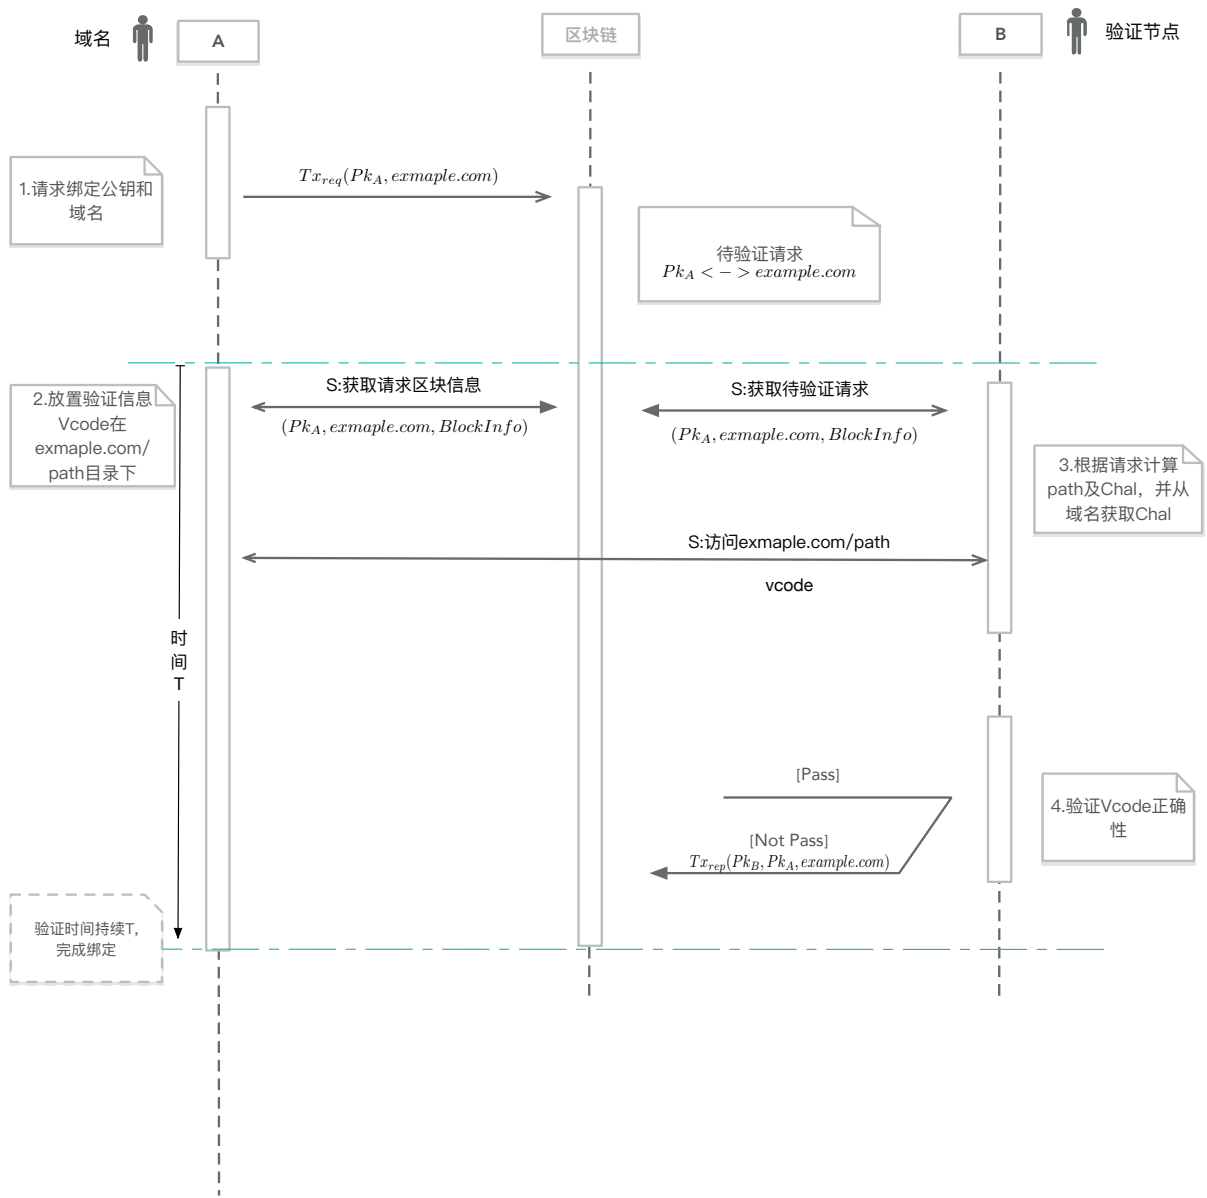 域名
A
区块链
B
验证节点
1.请求绑定公钥和
域名
Tx_{req}(Pk_A, exmaple.com)
待验证请求
Pk_A <-> example.com
2.放置验证信息
Vcode在
exmaple.com/
path目录下
S:获取请求区块信息
(Pk_A, exmaple.com, BlockInfo)
S:获取待验证请求
(Pk_A, exmaple.com, BlockInfo)
3.根据请求计算
path及Chal，并从
域名获取Chal
S:访问exmaple.com/path
vcode
时
间
T
[Pass]
[Not Pass]
Tx_{rep}(Pk_B, Pk_A, example.com)
4.验证Vcode正确
性
验证时间持续T,
完成绑定